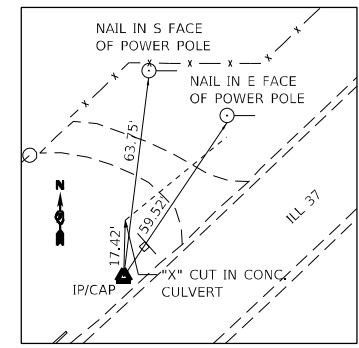 NAIL IN S FACE
OF POWER POLE
NAIL IN E FACE
OF POWER POLE
63.75'
59.52'
17.42'
N
ILL 37
IP/CAP
"X" CUT IN CONC.
CULVERT